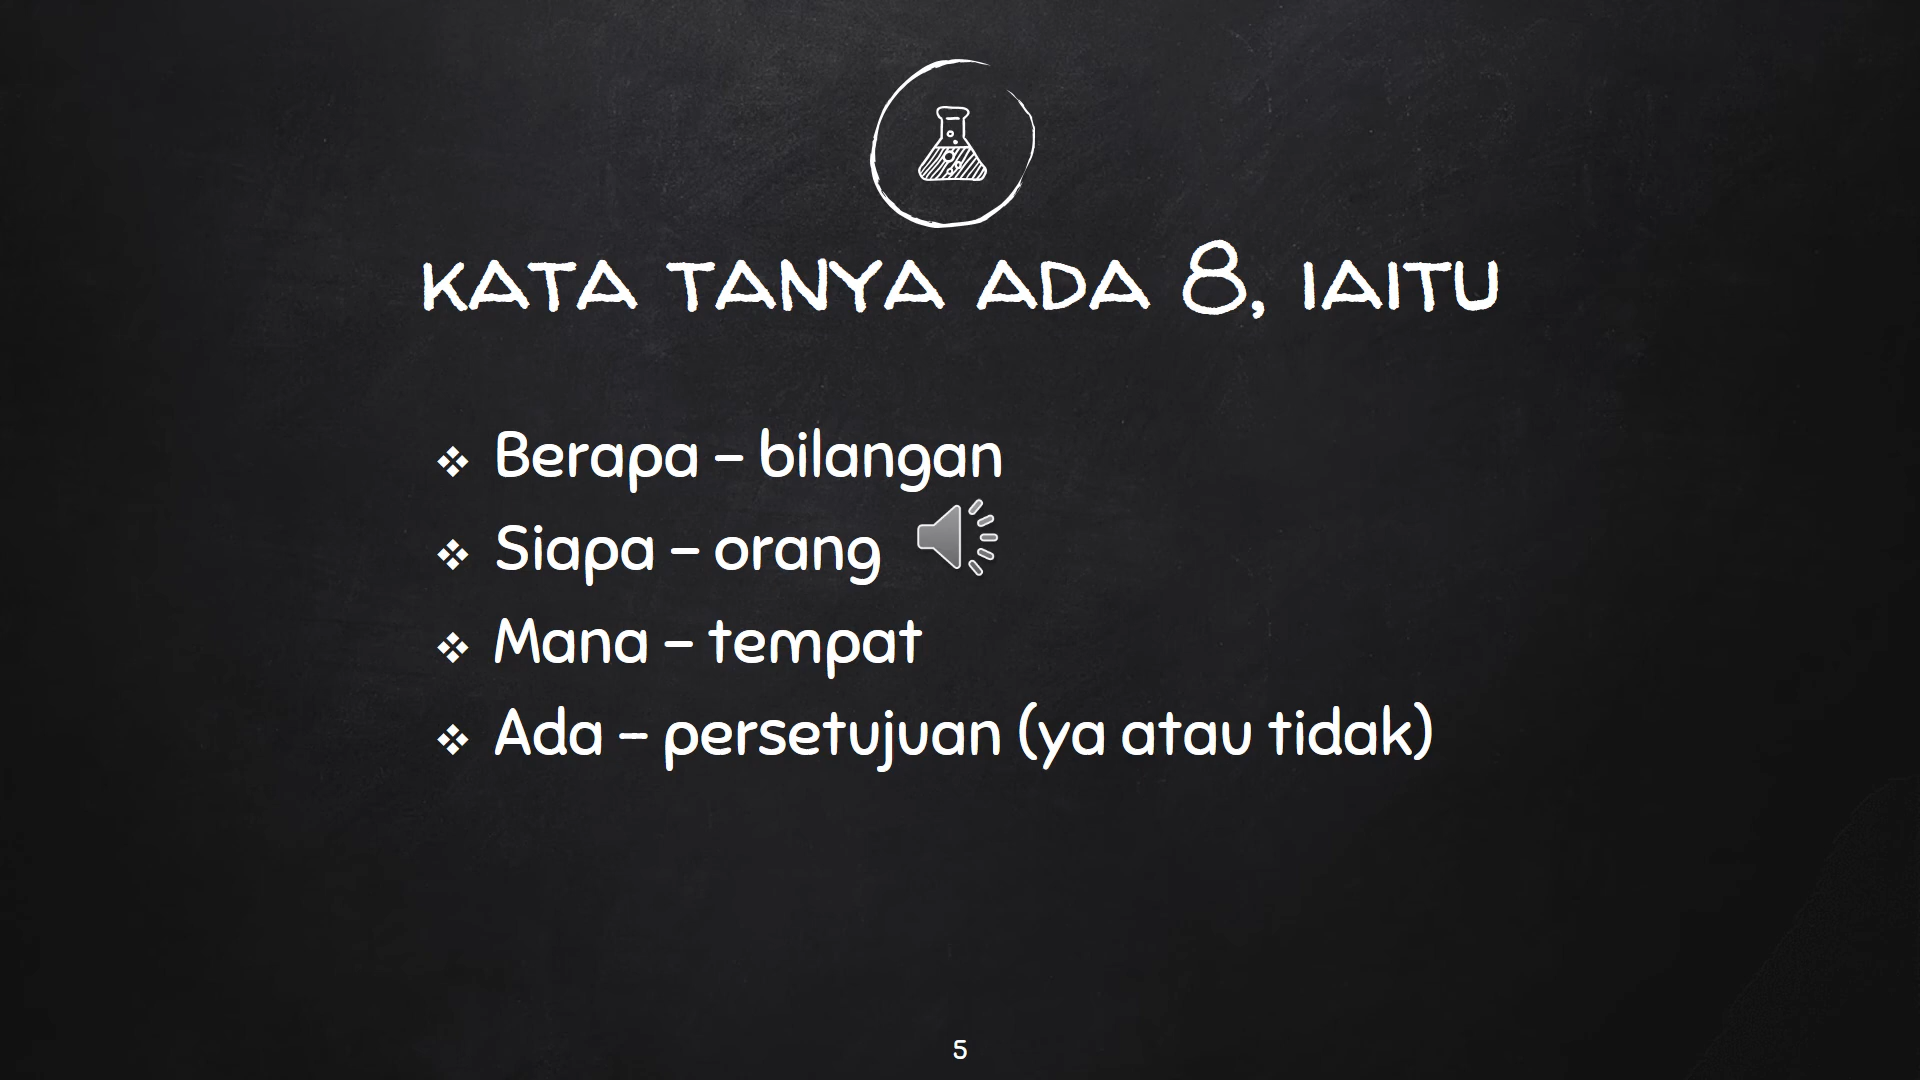 KATA TANYA ADA 8, IAITU
❖ Berapa – bilangan
❖ Siapa – orang
❖ Mana – tempat
❖ Ada – persetujuan (ya atau tidak)
5